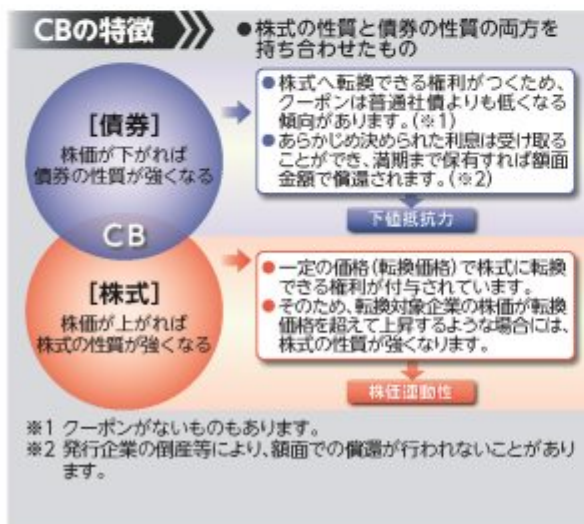 CBの特徴
●株式の性質と債券の性質の両方を
持ち合わせたもの
[債券]
株価が下がれば
債券の性質が強くなる
●株式へ転換できる権利がつくため、
クーポンは普通社債よりも低くなる
傾向があります。(※1)
●あらかじめ決められた利息は受け取る
ことができ、満期まで保有すれば額面
金額で償還されます。(※2)
下値抵抗力
CB
[株式]
株価が上がれば
株式の性質が強くなる
●一定の価格(転換価格)で株式に転換
できる権利が付与されています。
●そのため、転換対象企業の株価が転換
価格を超えて上昇するような場合には、
株式の性質が強くなります。
株価連動性
※1 クーポンがないものもあります。
※2 発行企業の倒産等により、額面での償還が行われないことがあり
ます。